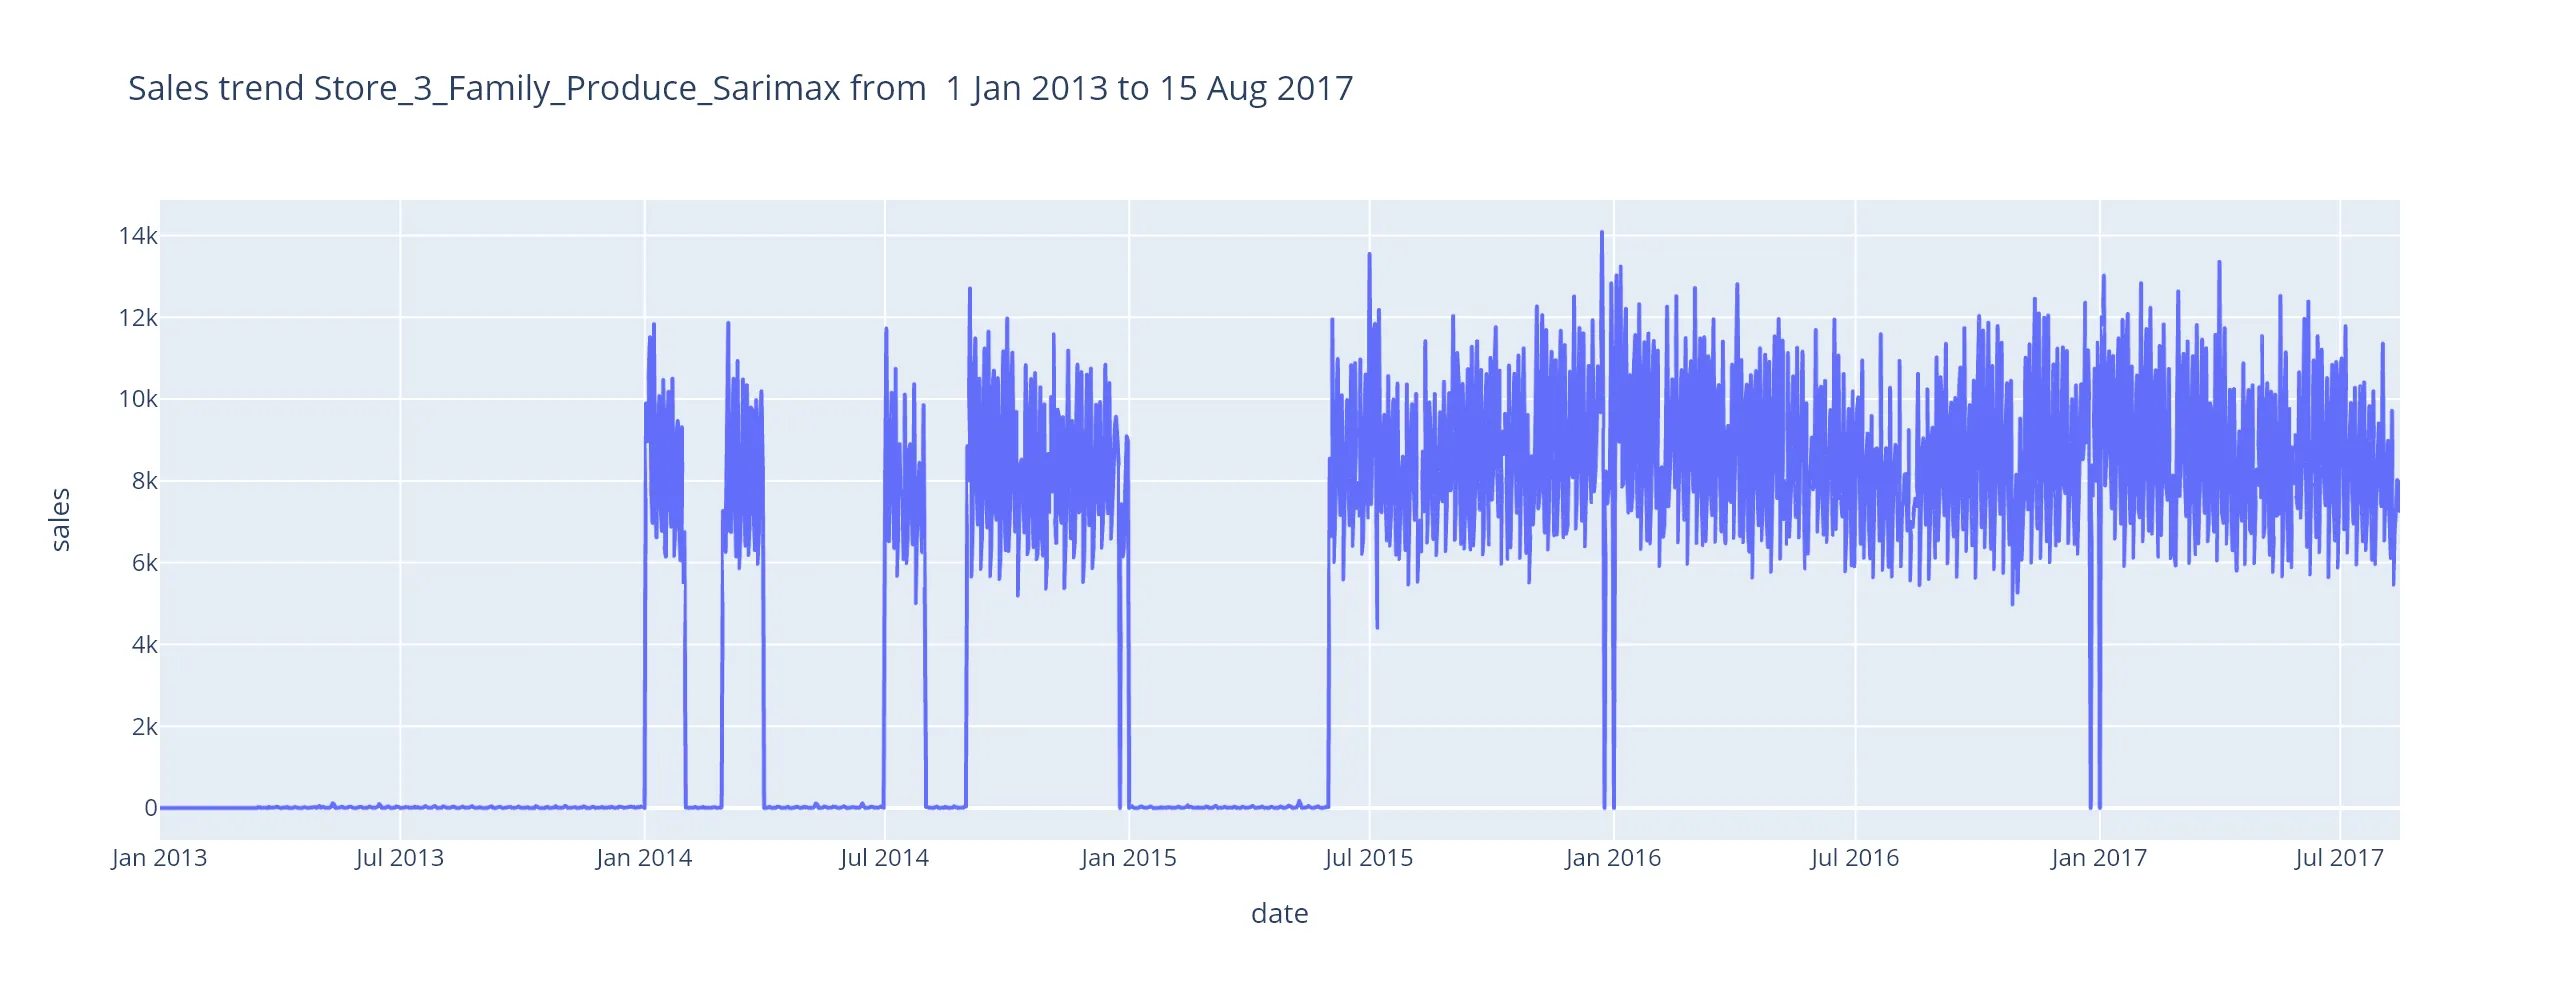 Sales trend Store_3_Family_Produce_Sarimax from  1 Jan 2013 to 15 Aug 2017
14k
12k
10k
8k
6k
4k
2k
0
sales
Jan 2013 Jul 2013 Jan 2014 Jul 2014 Jan 2015 Jul 2015 Jan 2016 Jul 2016 Jan 2017 Jul 2017
date